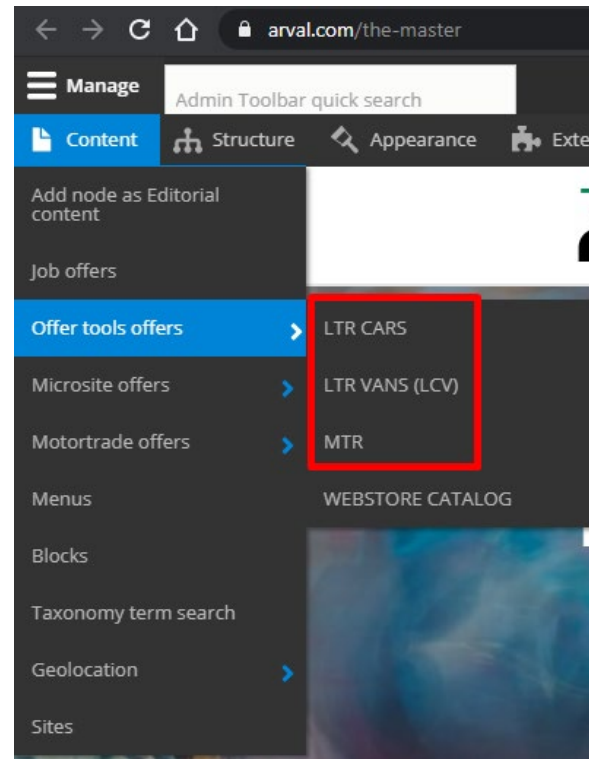 arval.com/the-master
Manage
Admin Toolbar quick search
Content
Structure
Appearance
Exte
Add node as Editorial
content
Job offers
Offer tools offers
LTR CARS
Microsite offers
LTR VANS (LCV)
Motortrade offers
MTR
Menus
WEBSTORE CATALOG
Blocks
Taxonomy term search
Geolocation
Sites